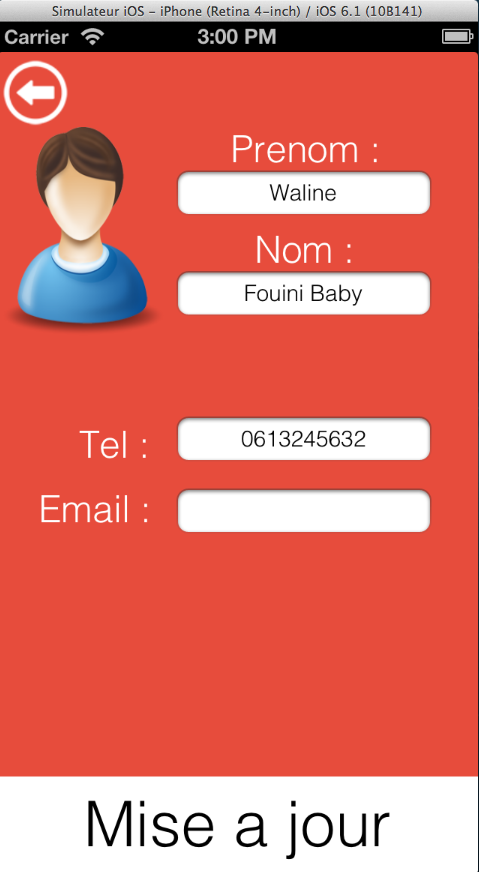 Simulateur iOS - iPhone (Retina 4-inch) / iOS 6.1 (10B141)
Carrier 3:00 PM
Prenom :
Waline
Nom :
Fouini Baby
Tel : 0613245632
Email :
Mise a jour